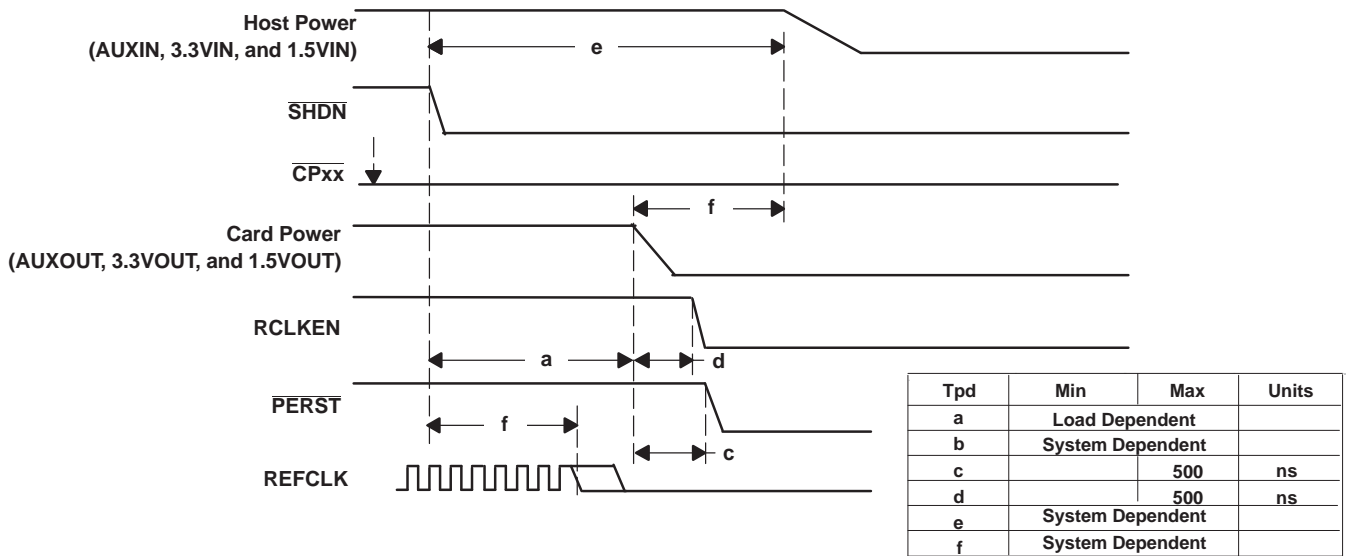 Host Power
(AUXIN, 3.3VIN, and 1.5VIN)
e
SHDN
CPxx
f
Card Power
(AUXOUT, 3.3VOUT, and 1.5VOUT)
RCLKEN
a
d
PERST
f
c
REFCLK
Tpd Min Max Units
a Load Dependent
b System Dependent
c 500 ns
d 500 ns
e System Dependent
f System Dependent